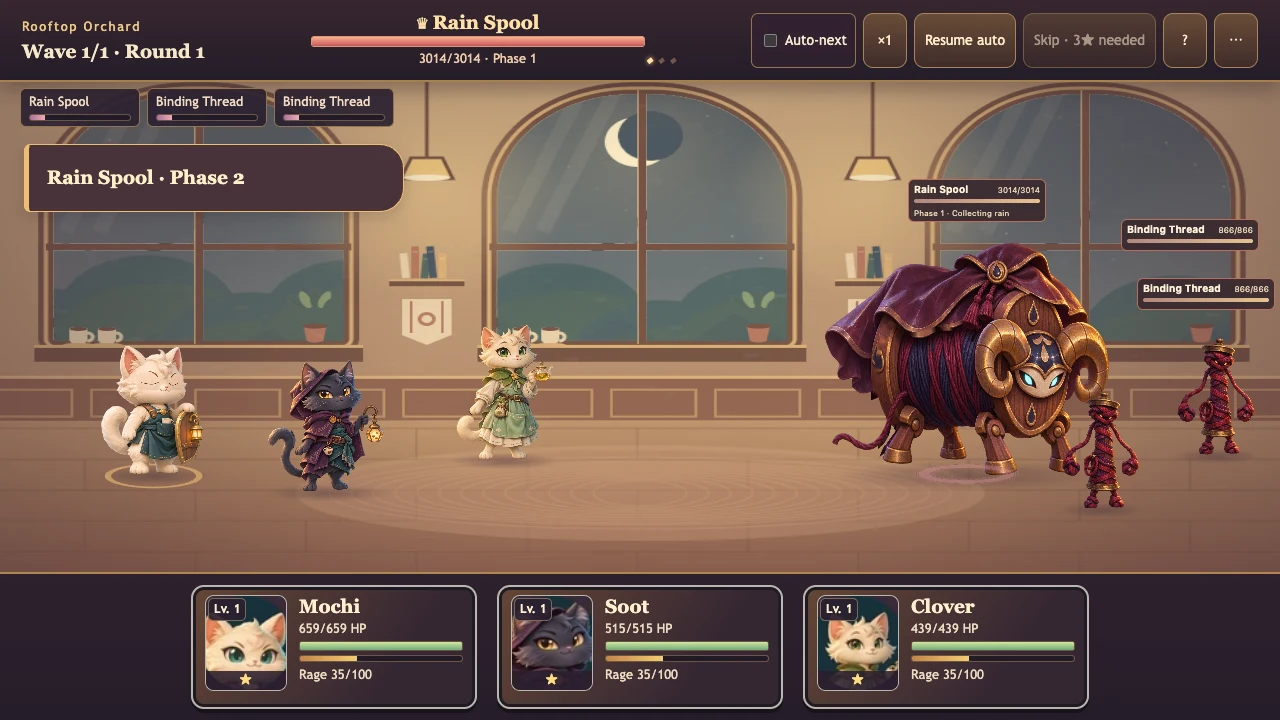 Rooftop Orchard
Wave 1/1 · Round 1
♛ Rain Spool
3014/3014 · Phase 1
Auto-next
×1
Resume auto
Skip · 3★ needed
?
···
Rain Spool
Binding Thread
Binding Thread
Rain Spool · Phase 2
Rain Spool 3014/3014
Phase 1 · Collecting rain
Binding Thread 866/866
Binding Thread 866/866
Lv. 1
Mochi
659/659 HP
Rage 35/100
Lv. 1
Soot
515/515 HP
Rage 35/100
Lv. 1
Clover
439/439 HP
Rage 35/100